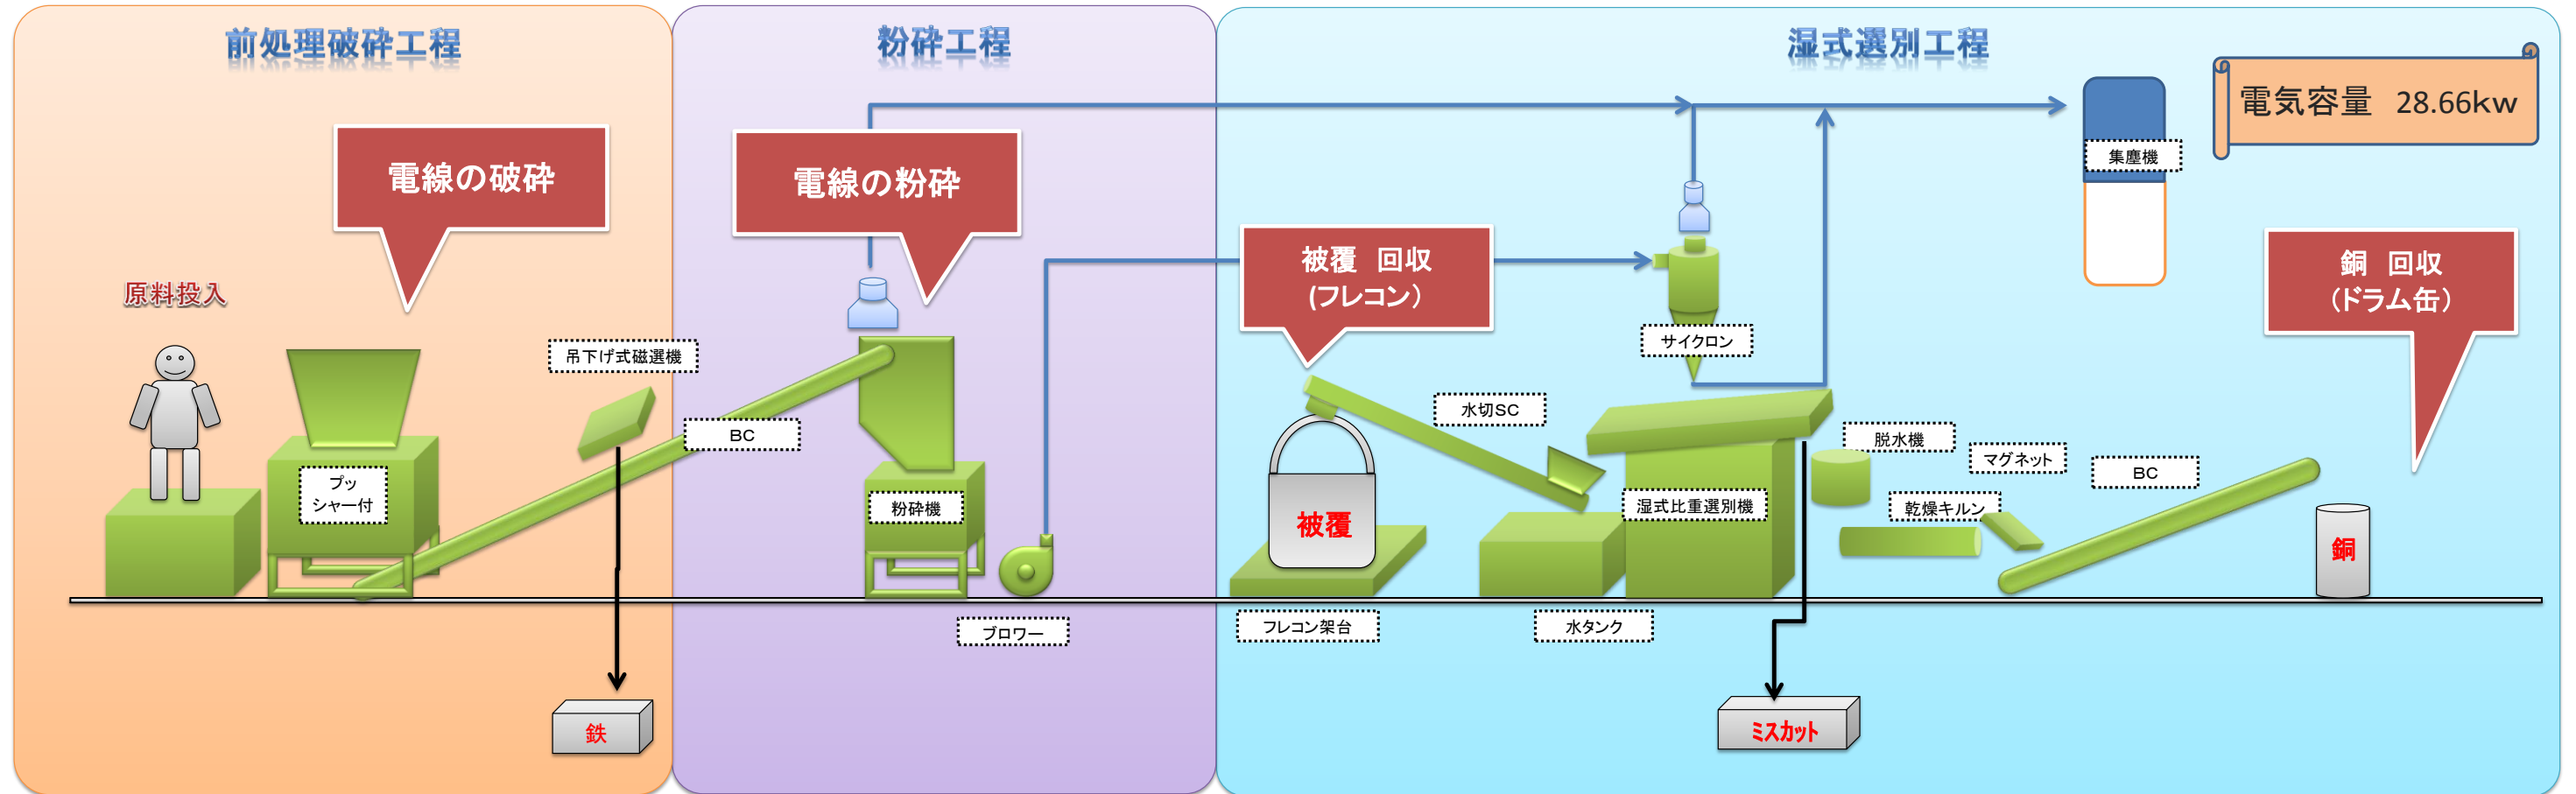 前処理破砕工程
粉砕工程
湿式選別工程
電気容量　28.66kw
電線の破砕
電線の粉砕
集塵機
被覆　回収
(フレコン）
銅　回収
（ドラム缶）
原料投入
吊下げ式磁選機
サイクロン
BC
水切SC
脱水機
マグネット
BC
プッ
シャー付
粉砕機
湿式比重選別機
乾燥キルン
被覆
銅
ブロワー
フレコン架台
水タンク
鉄
ミスカット